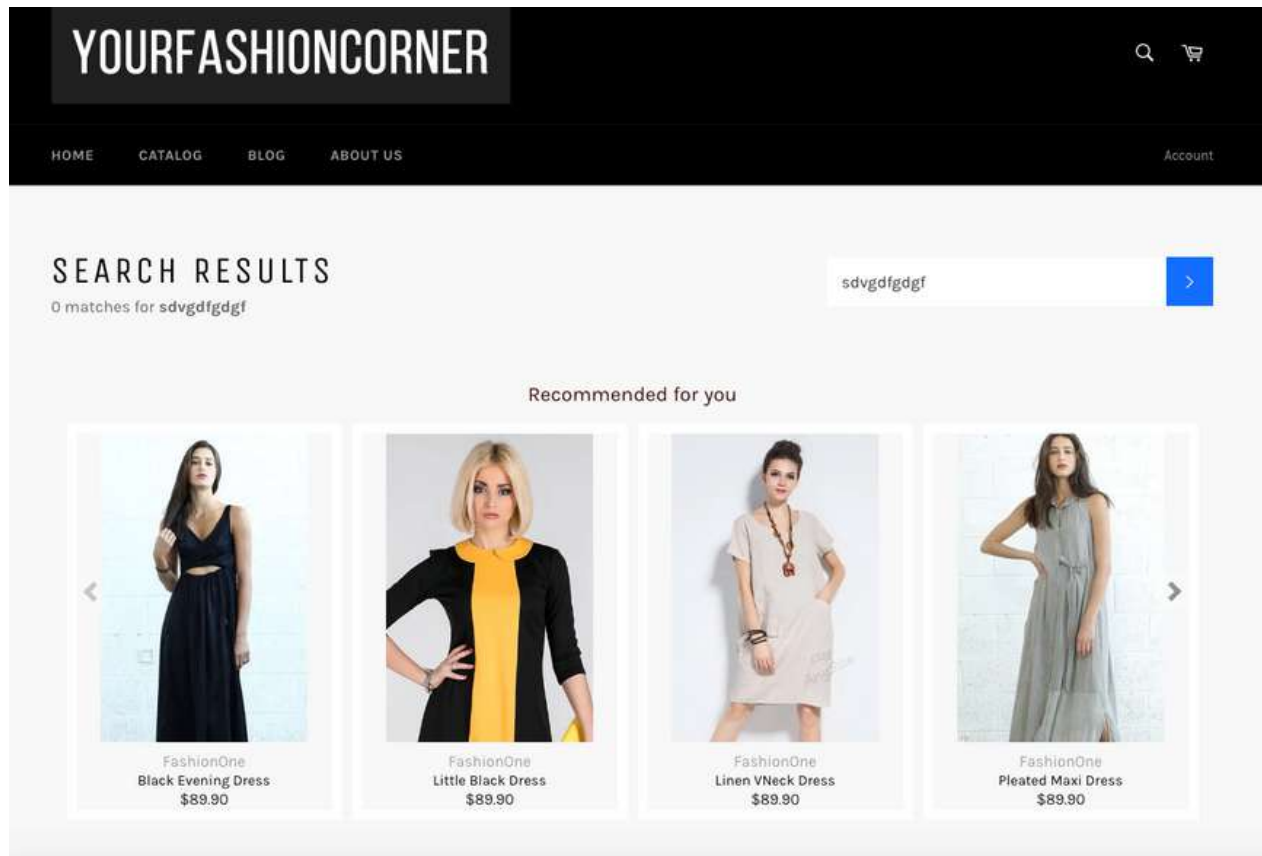 YOURFASHIONCORNER
HOME CATALOG BLOG ABOUT US Account
SEARCH RESULTS
sdvgdfgdgf
0 matches for sdvgdfgdgf
Recommended for you
FashionOne FashionOne FashionOne FashionOne
Black Evening Dress Little Black Dress Linen VNeck Dress Pleated Maxi Dress
$89.90 $89.90 $89.90 $89.90